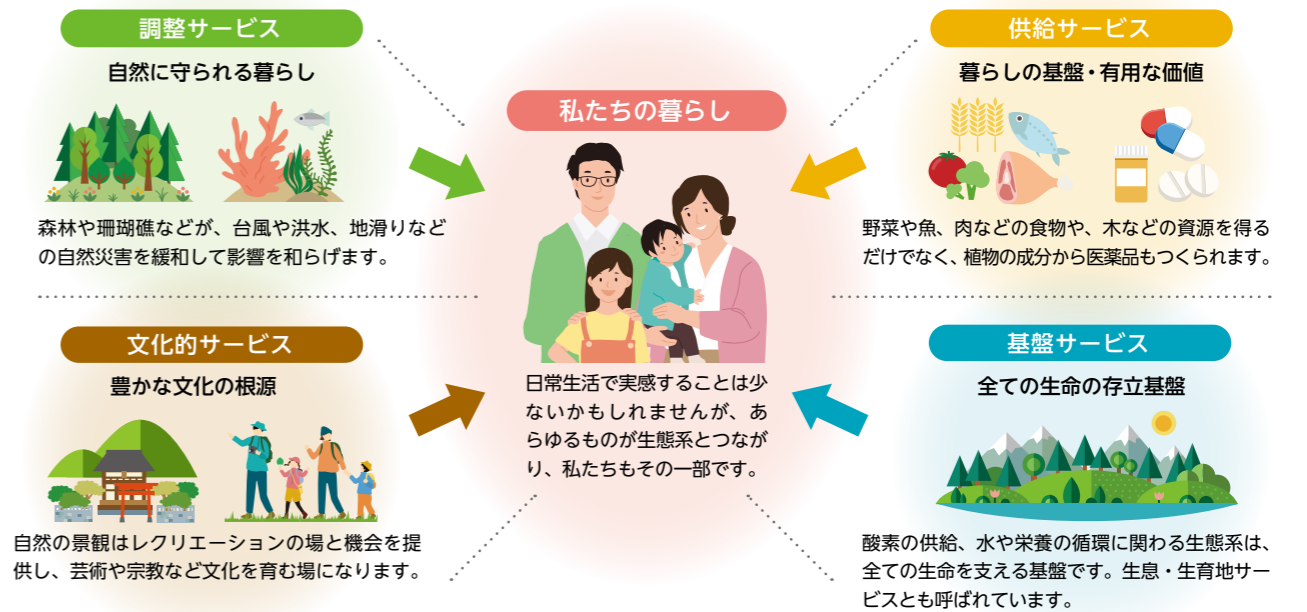 調整サービス
自然に守られる暮らし
森林や珊瑚礁などが、台風や洪水、地滑りなど
の自然災害を緩和して影響を和らげます。
供給サービス
暮らしの基盤・有用な価値
野菜や魚、肉などの食物や、木などの資源を得る
だけでなく、植物の成分から医薬品もつくられます。
私たちの暮らし
日常生活で実感することは少
ないかもしれませんが、あ
らゆるものが生態系とつなが
り、私たちもその一部です。
文化的サービス
豊かな文化の根源
自然の景観はレクリエーションの場と機会を提
供し、芸術や宗教など文化を育む場になります。
基盤サービス
全ての生命の存立基盤
酸素の供給、水や栄養の循環に関わる生態系は、
全ての生命を支える基盤です。生息・生育地サー
ビスとも呼ばれています。